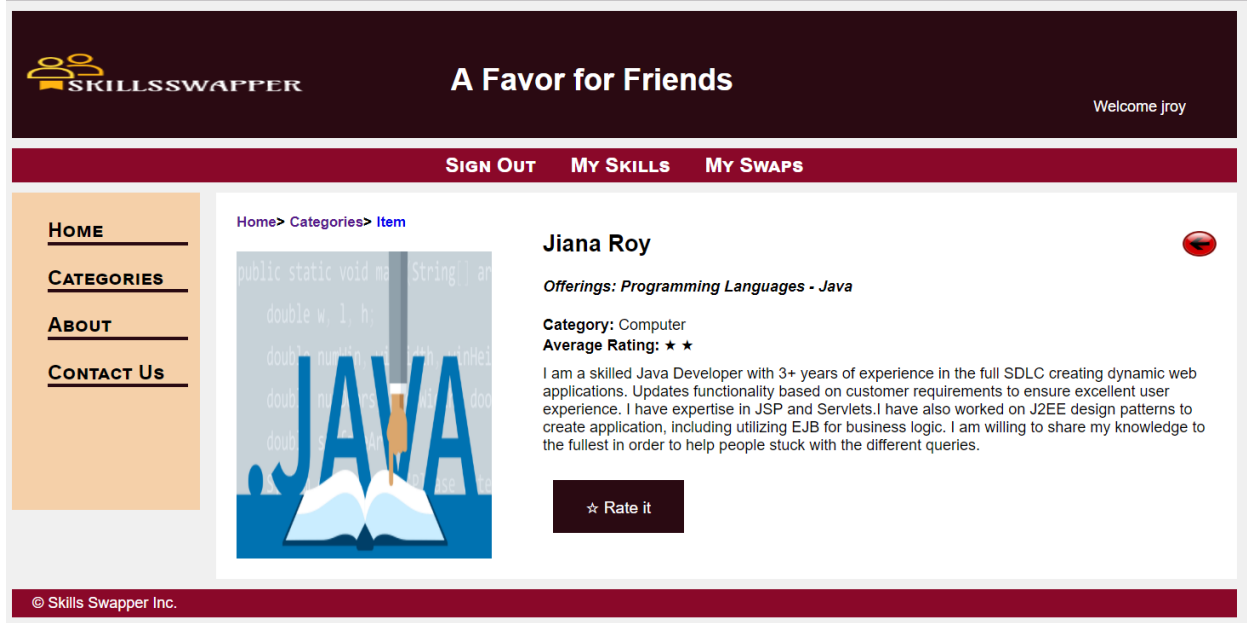 SKILLSSWAPPER
A Favor for Friends
Welcome jroy
SIGN OUT MY SKILLS MY SWAPS
HOME
CATEGORIES
ABOUT
CONTACT US
Home> Categories> Item
public static void ma String[] ar
double w, l, h;
.JAVA
Jiana Roy
Offerings: Programming Languages - Java
Category: Computer
Average Rating: ★ ★
I am a skilled Java Developer with 3+ years of experience in the full SDLC creating dynamic web
applications. Updates functionality based on customer requirements to ensure excellent user
experience. I have expertise in JSP and Servlets.I have also worked on J2EE design patterns to
create application, including utilizing EJB for business logic. I am willing to share my knowledge to
the fullest in order to help people stuck with the different queries.
☆ Rate it
© Skills Swapper Inc.